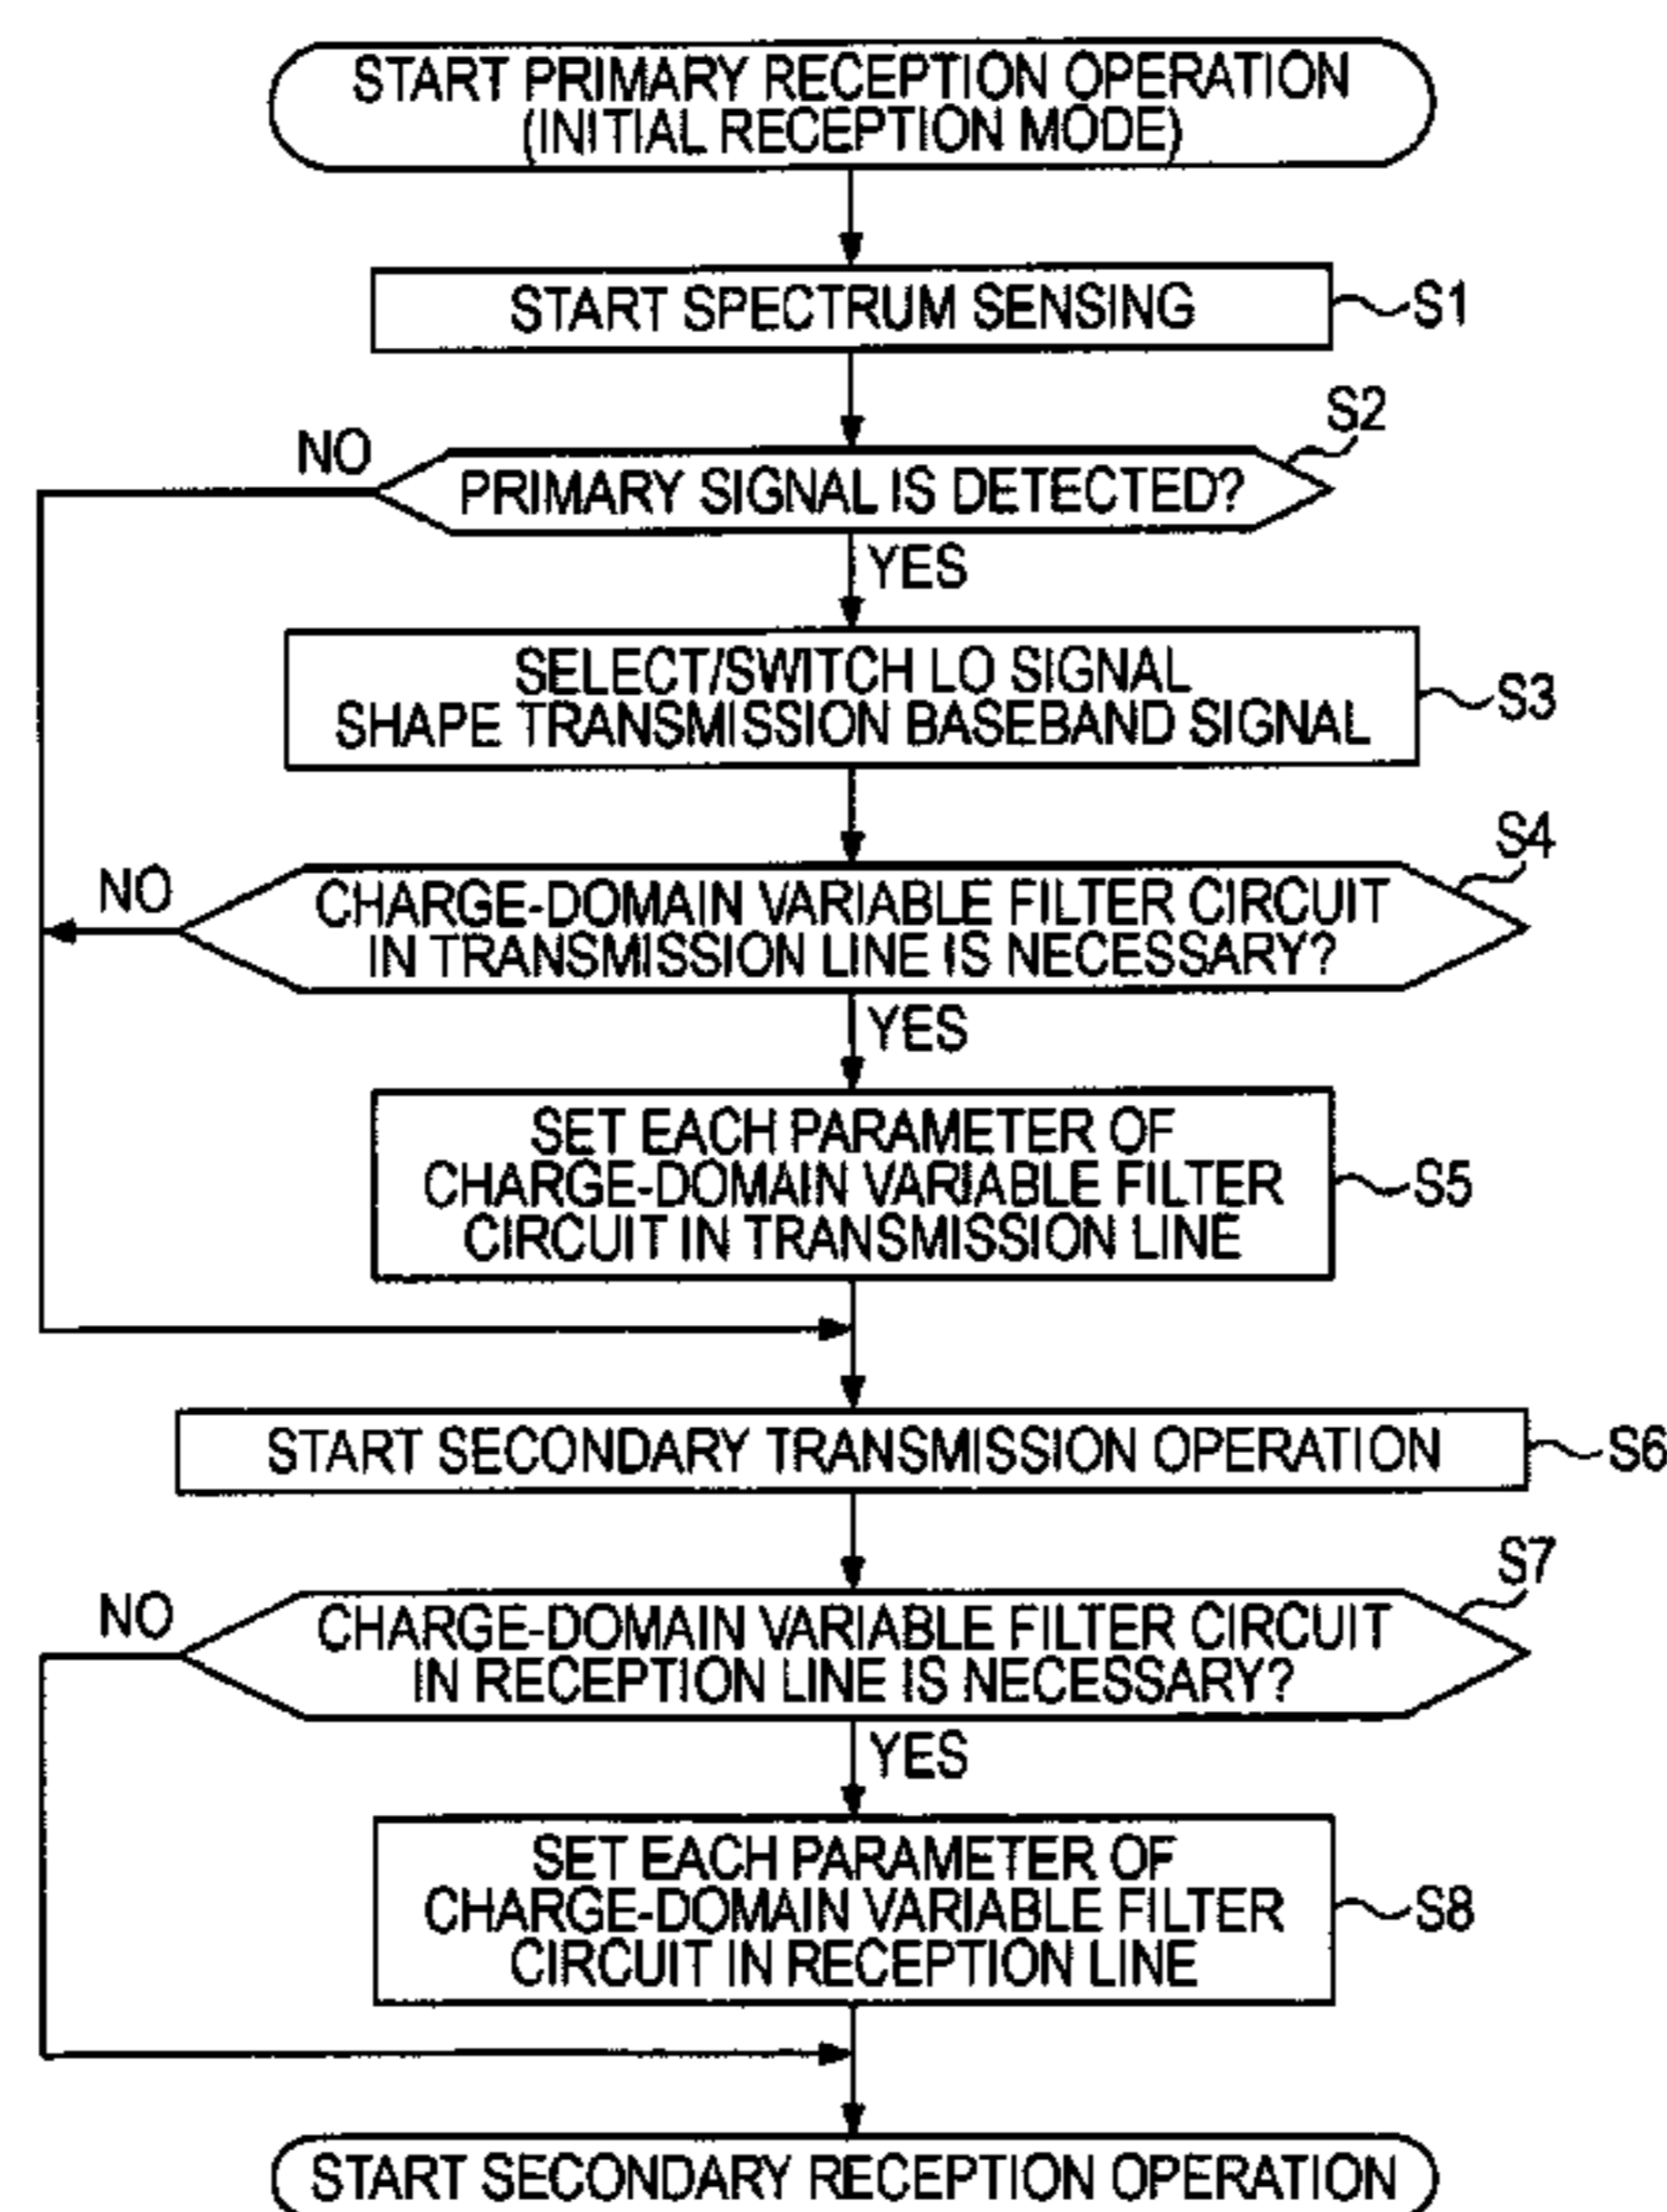 START PRIMARY RECEPTION OPERATION
(INITIAL RECEPTION MODE)
START SPECTRUM SENSING
S1
S2
NO
PRIMARY SIGNAL IS DETECTED?
YES
SELECT/SWITCH LO SIGNAL
SHAPE TRANSMISSION BASEBAND SIGNAL
S3
S4
NO
CHARGE-DOMAIN VARIABLE FILTER CIRCUIT
IN TRANSMISSION LINE IS NECESSARY?
YES
SET EACH PARAMETER OF
CHARGE-DOMAIN VARIABLE FILTER
CIRCUIT IN TRANSMISSION LINE
S5
START SECONDARY TRANSMISSION OPERATION
S6
S7
NO
CHARGE-DOMAIN VARIABLE FILTER CIRCUIT
IN RECEPTION LINE IS NECESSARY?
YES
SET EACH PARAMETER OF
CHARGE-DOMAIN VARIABLE FILTER
CIRCUIT IN RECEPTION LINE
S8
START SECONDARY RECEPTION OPERATION